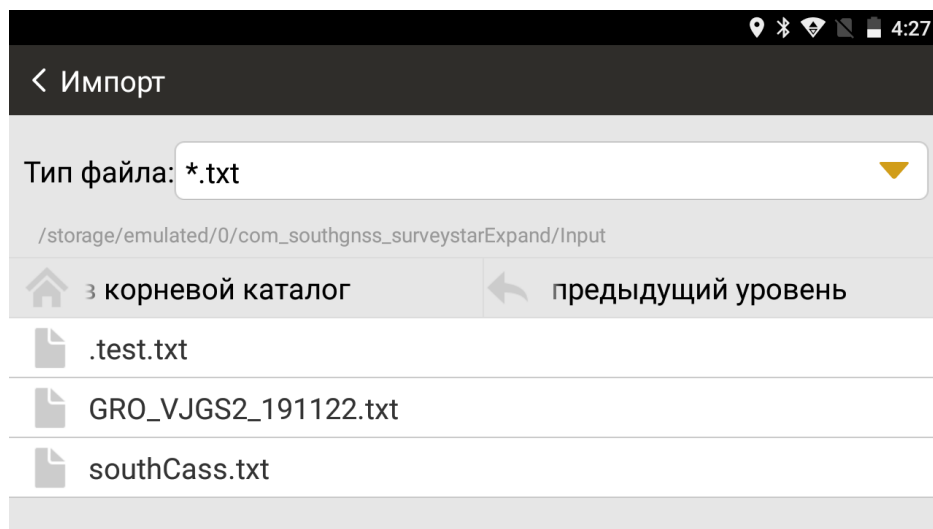 4:27
Импорт
Тип файла: *.txt
/storage/emulated/0/com_southgnss_surveystarExpand/Input
в корневой каталог предыдущий уровень
.test.txt
GRO_VJGS2_191122.txt
southCass.txt